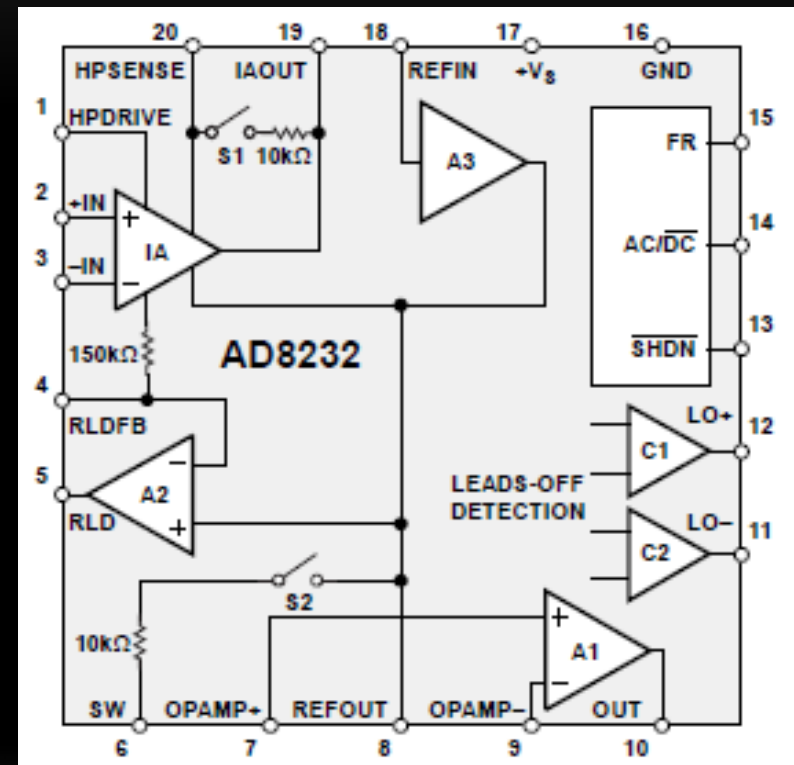 20 19 18 17 16
HPSENSE IAOUT REFIN +VS GND
1 HPDRIVE
S1 10kΩ
A3
FR 15
2 +IN
+
IA
AC/D̅C̅ 14
3 –IN
–
S̅H̅D̅N̅ 13
150kΩ
AD8232
4
RLDFB
LO+ 12
C1
5
RLD
–
A2
+
LEADS-OFF
DETECTION
LO– 11
C2
S2
10kΩ
+
A1
–
SW OPAMP+ REFOUT OPAMP– OUT
6 7 8 9 10